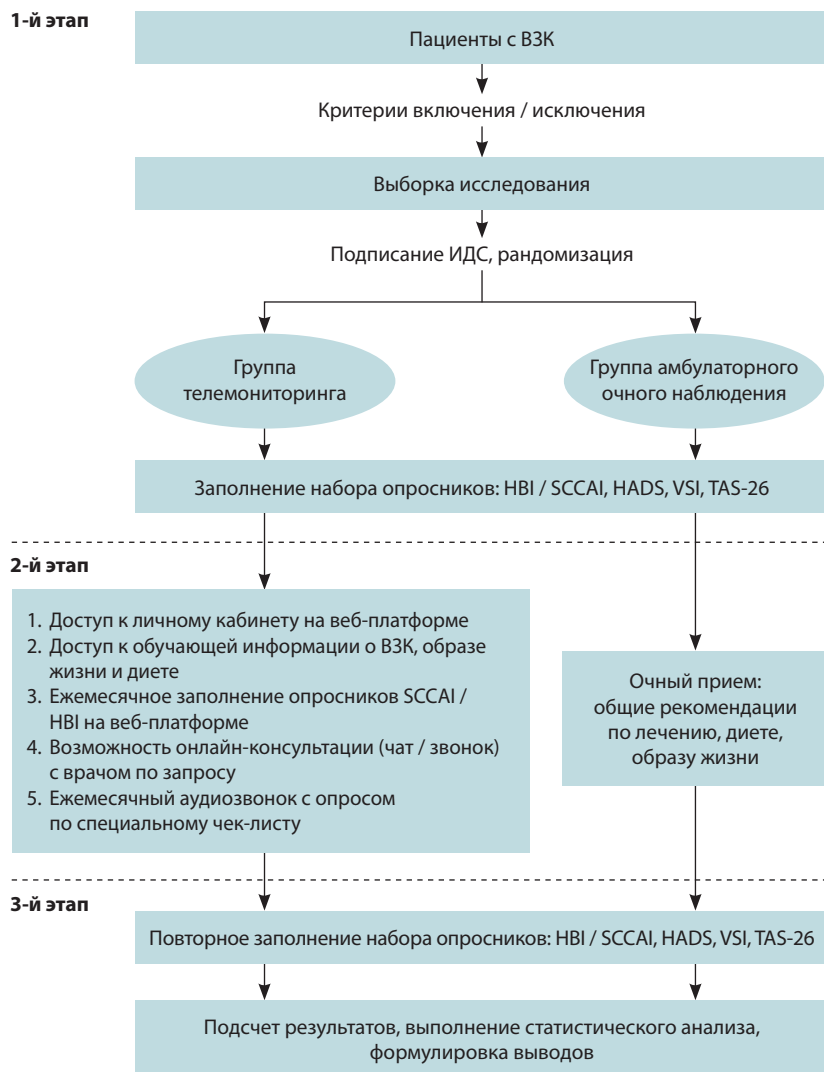 1-й этап
Пациенты с ВЗК
Критерии включения / исключения
Выборка исследования
Подписание ИДС, рандомизация
Группа
телемониторинга
Группа амбулаторного
очного наблюдения
Заполнение набора опросников: HBI / SCCAI, HADS, VSI, TAS-26
2-й этап
1. Доступ к личному кабинету на веб-платформе
2. Доступ к обучающей информации о ВЗК, образе
жизни и диете
3. Ежемесячное заполнение опросников SCCAI /
HBI на веб-платформе
4. Возможность онлайн-консультации (чат / звонок)
с врачом по запросу
5. Ежемесячный аудиозвонок с опросом
по специальному чек-листу
Очный прием:
общие рекомендации
по лечению, диете,
образу жизни
3-й этап
Повторное заполнение набора опросников: HBI / SCCAI, HADS, VSI, TAS-26
Подсчет результатов, выполнение статистического анализа,
формулировка выводов